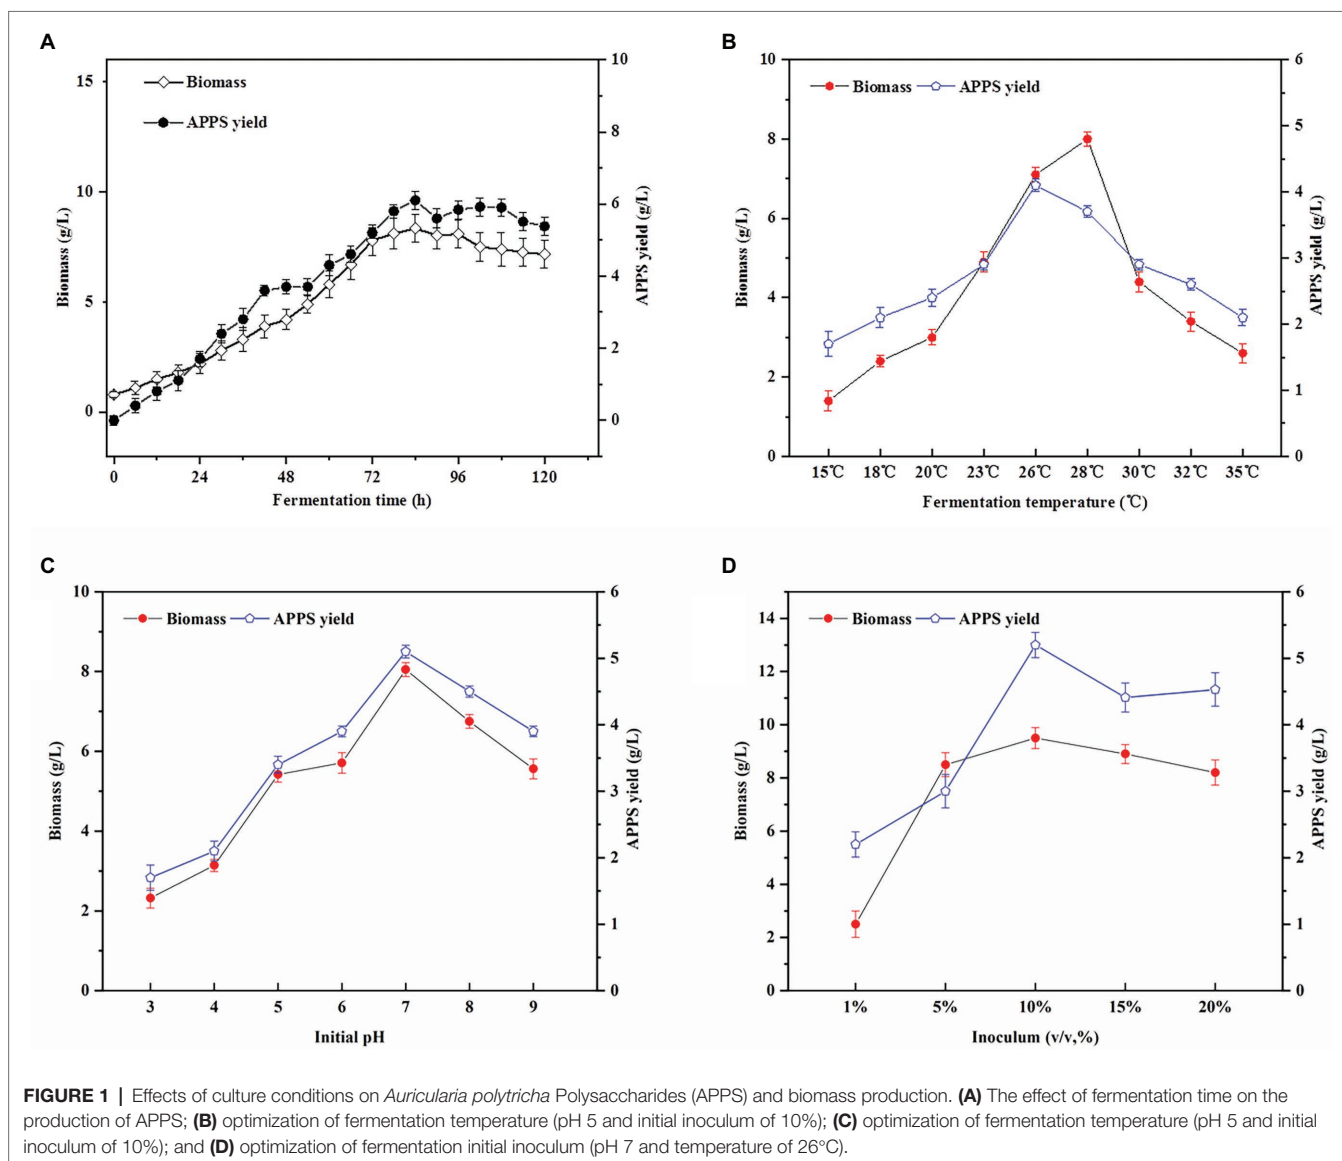 A
Biomass
APPS yield
15
10
5
0
10
8
6
4
2
0
Biomass (g/L)
APPS yield (g/L)
0 24 48 72 96 120
Fermentation time (h)
B
Biomass APPS yield
10
8
6
4
2
0
6
5
4
3
2
1
0
Biomass (g/L)
APPS yield (g/L)
15℃ 18℃ 20℃ 23℃ 26℃ 28℃ 30℃ 32℃ 35℃
Fermentation temperature (℃)
C
Biomass APPS yield
10
8
6
4
2
0
6
5
4
3
2
1
0
Biomass (g/L)
APPS yield (g/L)
3 4 5 6 7 8 9
Initial pH
D
Biomass APPS yield
14
12
10
8
6
4
2
0
6
5
4
3
2
1
0
Biomass (g/L)
APPS yield (g/L)
1% 5% 10% 15% 20%
Inoculum (v/v,%)
FIGURE 1 | Effects of culture conditions on Auricularia polytricha Polysaccharides (APPS) and biomass production. (A) The effect of fermentation time on the
production of APPS; (B) optimization of fermentation temperature (pH 5 and initial inoculum of 10%); (C) optimization of fermentation temperature (pH 5 and initial
inoculum of 10%); and (D) optimization of fermentation initial inoculum (pH 7 and temperature of 26°C).